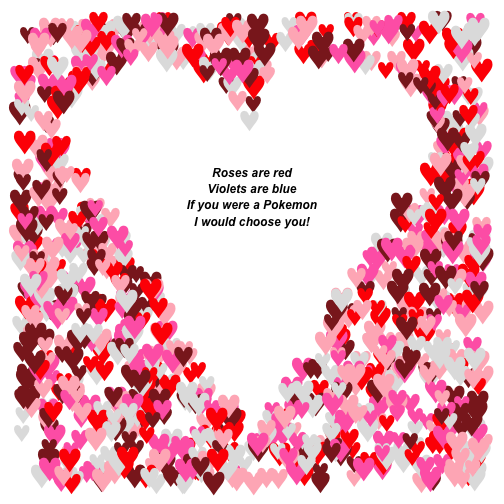 Roses are red
Violets are blue
If you were a Pokemon
I would choose you!